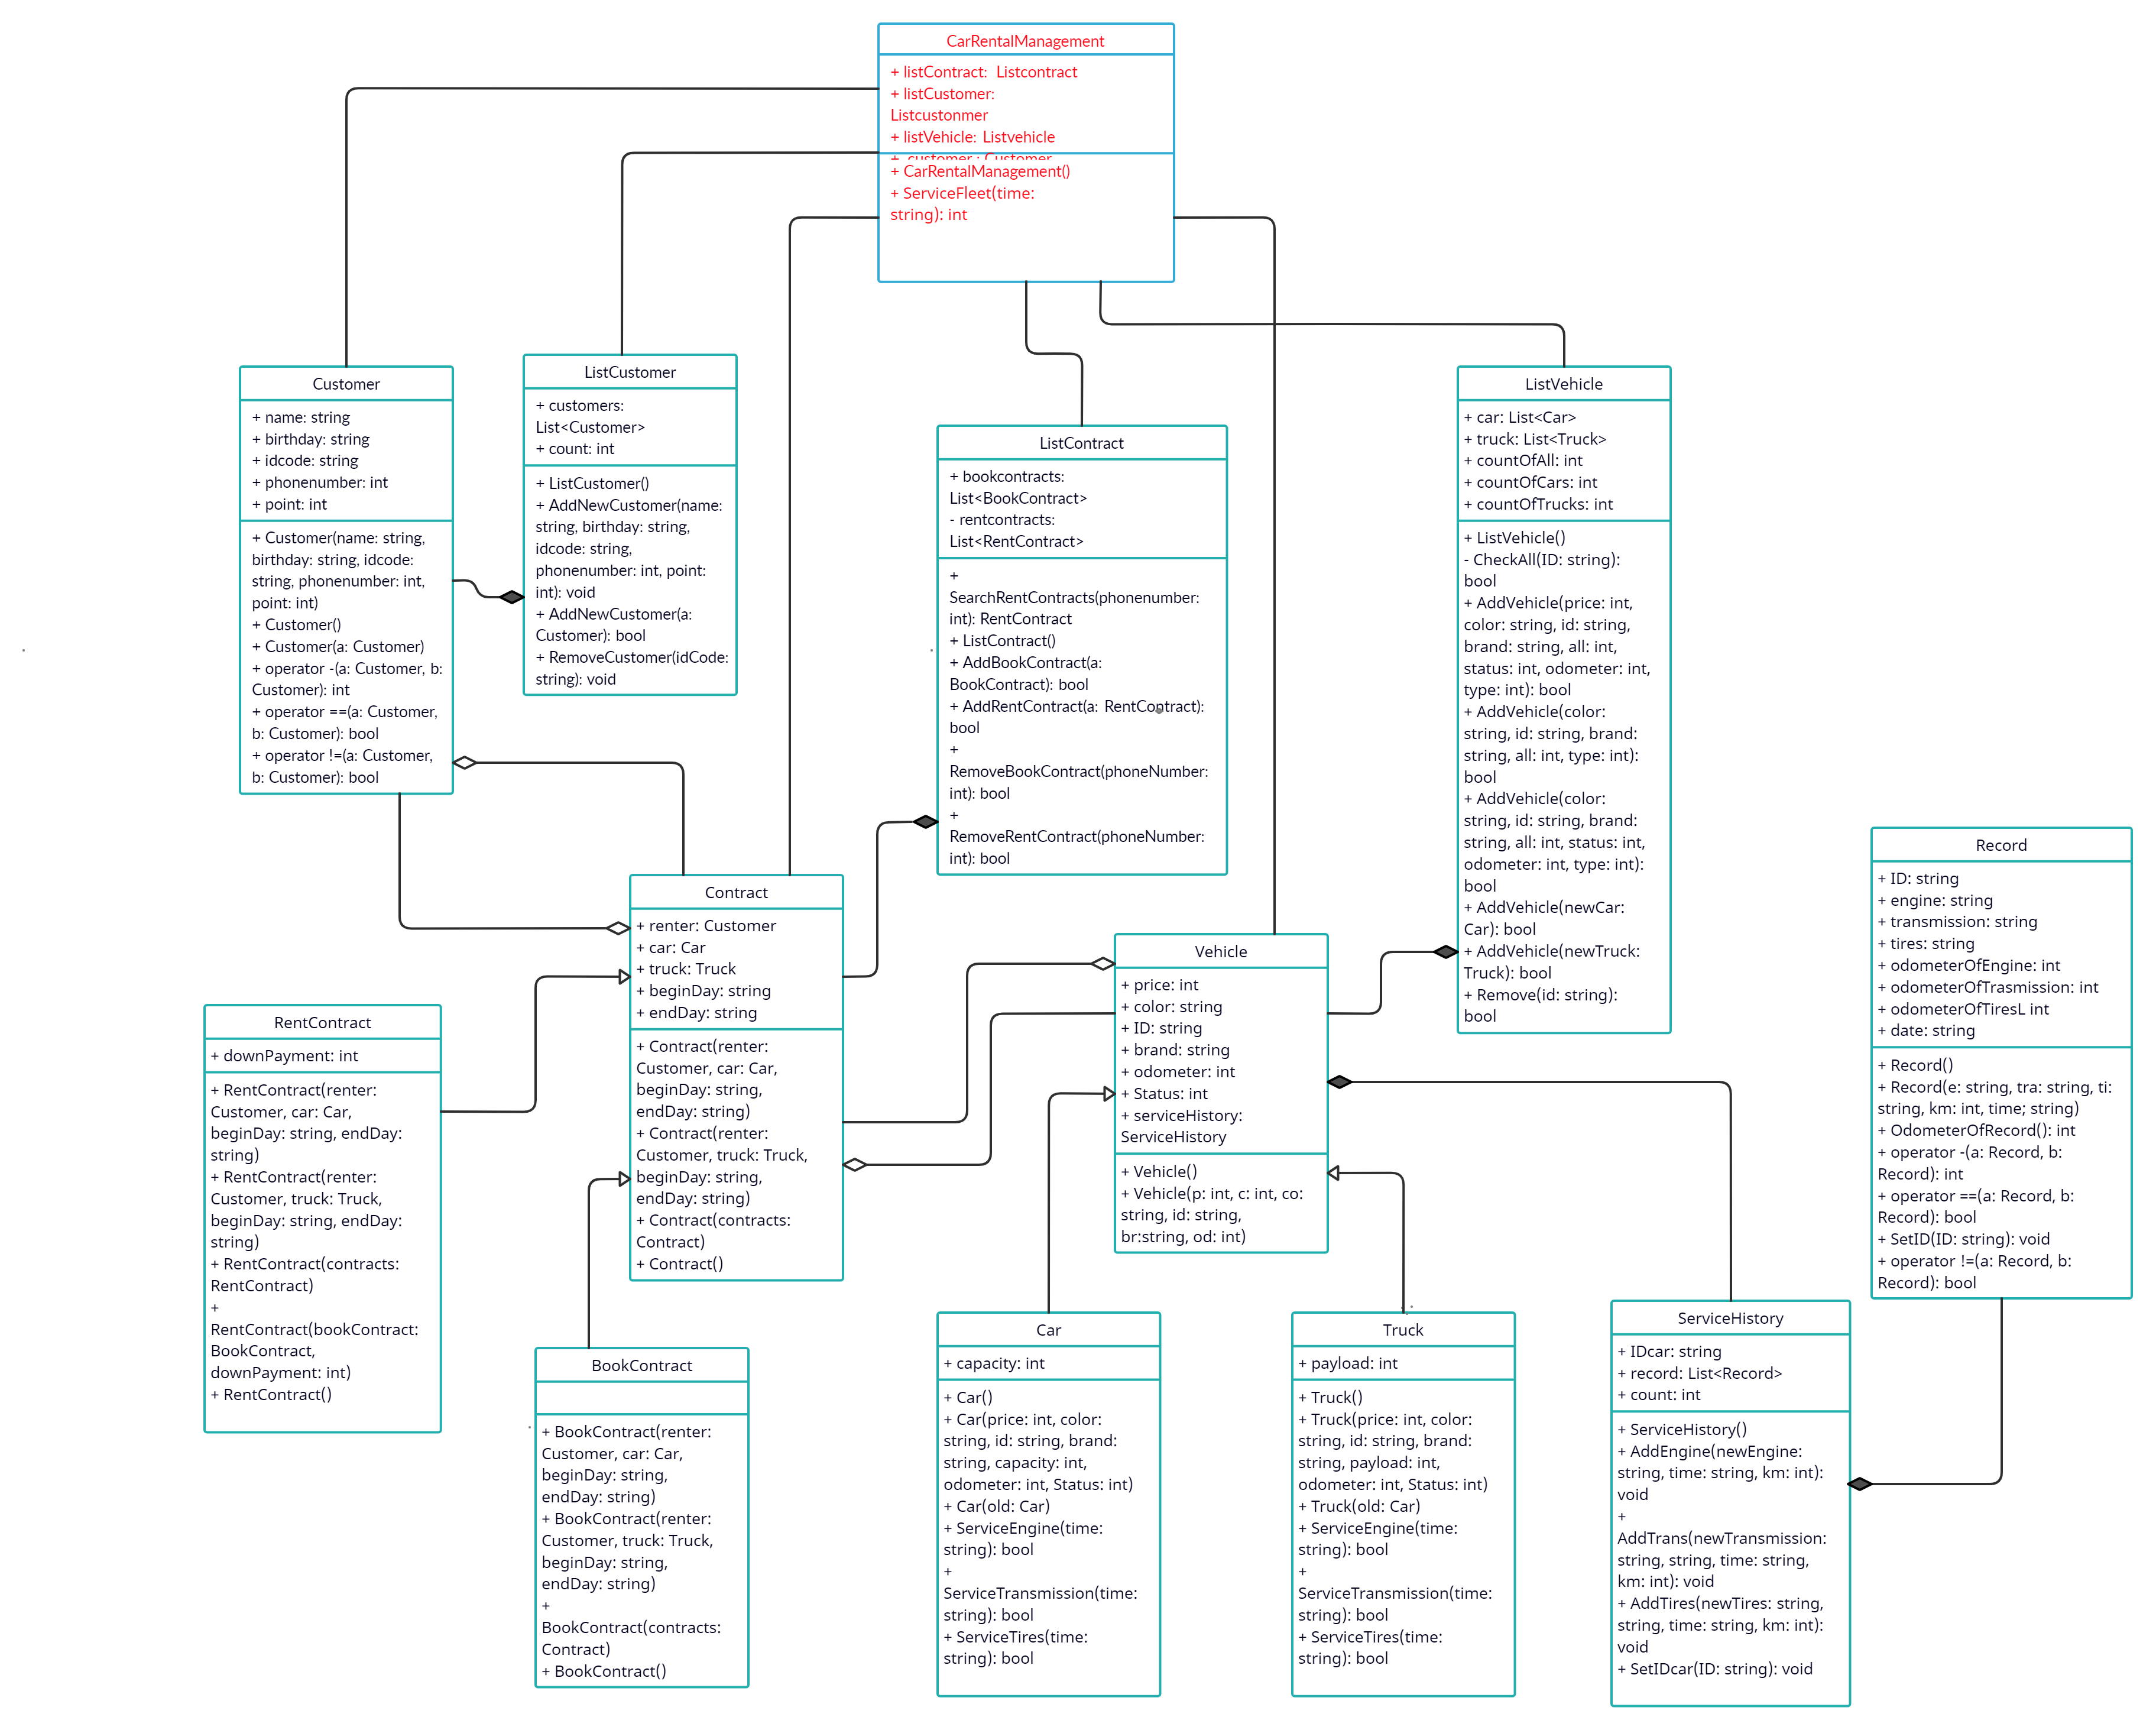 CarRentalManagement
+ listContract:  Listcontract
+ listCustomer:
Listcustonmer
+ listVehicle: Listvehicle
+  customer : Customer
+ CarRentalManagement()
+ ServiceFleet(time:
string): int
Customer
+ name: string
+ birthday: string
+ idcode: string
+ phonenumber: int
+ point: int
+ Customer(name: string,
birthday: string, idcode:
string, phonenumber: int,
point: int)
+ Customer()
+ Customer(a: Customer)
+ operator -(a: Customer, b:
Customer): int
+ operator ==(a: Customer,
b: Customer): bool
+ operator !=(a: Customer,
b: Customer): bool
ListCustomer
+ customers:
List<Customer>
+ count: int
+ ListCustomer()
+ AddNewCustomer(name:
string, birthday: string,
idcode: string,
phonenumber: int, point:
int): void
+ AddNewCustomer(a:
Customer): bool
+ RemoveCustomer(idCode:
string): void
ListContract
+ bookcontracts:
List<BookContract>
- rentcontracts:
List<RentContract>
+
SearchRentContracts(phonenumber:
int): RentContract
+ ListContract()
+ AddBookContract(a:
BookContract): bool
+ AddRentContract(a: RentContract):
bool
+
RemoveBookContract(phoneNumber:
int): bool
+
RemoveRentContract(phoneNumber:
int): bool
ListVehicle
+ car: List<Car>
+ truck: List<Truck>
+ countOfAll: int
+ countOfCars: int
+ countOfTrucks: int
+ ListVehicle()
- CheckAll(ID: string):
bool
+ AddVehicle(price: int,
color: string, id: string,
brand: string, all: int,
status: int, odometer: int,
type: int): bool
+ AddVehicle(color:
string, id: string, brand:
string, all: int, type: int):
bool
+ AddVehicle(color:
string, id: string, brand:
string, all: int, status: int,
odometer: int, type: int):
bool
+ AddVehicle(newCar:
Car): bool
+ AddVehicle(newTruck:
Truck): bool
+ Remove(id: string):
bool
Record
+ ID: string
+ engine: string
+ transmission: string
+ tires: string
+ odometerOfEngine: int
+ odometerOfTrasmission: int
+ odometerOfTiresL int
+ date: string
+ Record()
+ Record(e: string, tra: string, ti:
string, km: int, time; string)
+ OdometerOfRecord(): int
+ operator -(a: Record, b:
Record): int
+ operator ==(a: Record, b:
Record): bool
+ SetID(ID: string): void
+ operator !=(a: Record, b:
Record): bool
Contract
+ renter: Customer
+ car: Car
+ truck: Truck
+ beginDay: string
+ endDay: string
+ Contract(renter:
Customer, car: Car,
beginDay: string,
endDay: string)
+ Contract(renter:
Customer, truck: Truck,
beginDay: string,
endDay: string)
+ Contract(contracts:
Contract)
+ Contract()
Vehicle
+ price: int
+ color: string
+ ID: string
+ brand: string
+ odometer: int
+ Status: int
+ serviceHistory:
ServiceHistory
+ Vehicle()
+ Vehicle(p: int, c: int, co:
string, id: string,
br:string, od: int)
RentContract
+ downPayment: int
+ RentContract(renter:
Customer, car: Car,
beginDay: string, endDay:
string)
+ RentContract(renter:
Customer, truck: Truck,
beginDay: string, endDay:
string)
+ RentContract(contracts:
RentContract)
+
RentContract(bookContract:
BookContract,
downPayment: int)
+ RentContract()
BookContract
+ BookContract(renter:
Customer, car: Car,
beginDay: string,
endDay: string)
+ BookContract(renter:
Customer, truck: Truck,
beginDay: string,
endDay: string)
+
BookContract(contracts:
Contract)
+ BookContract()
Car
+ capacity: int
+ Car()
+ Car(price: int, color:
string, id: string, brand:
string, capacity: int,
odometer: int, Status: int)
+ Car(old: Car)
+ ServiceEngine(time:
string): bool
+
ServiceTransmission(time:
string): bool
+ ServiceTires(time:
string): bool
Truck
+ payload: int
+ Truck()
+ Truck(price: int, color:
string, id: string, brand:
string, payload: int,
odometer: int, Status: int)
+ Truck(old: Car)
+ ServiceEngine(time:
string): bool
+
ServiceTransmission(time:
string): bool
+ ServiceTires(time:
string): bool
ServiceHistory
+ IDcar: string
+ record: List<Record>
+ count: int
+ ServiceHistory()
+ AddEngine(newEngine:
string, time: string, km: int):
void
+
AddTrans(newTransmission:
string, string, time: string,
km: int): void
+ AddTires(newTires: string,
string, time: string, km: int):
void
+ SetIDcar(ID: string): void